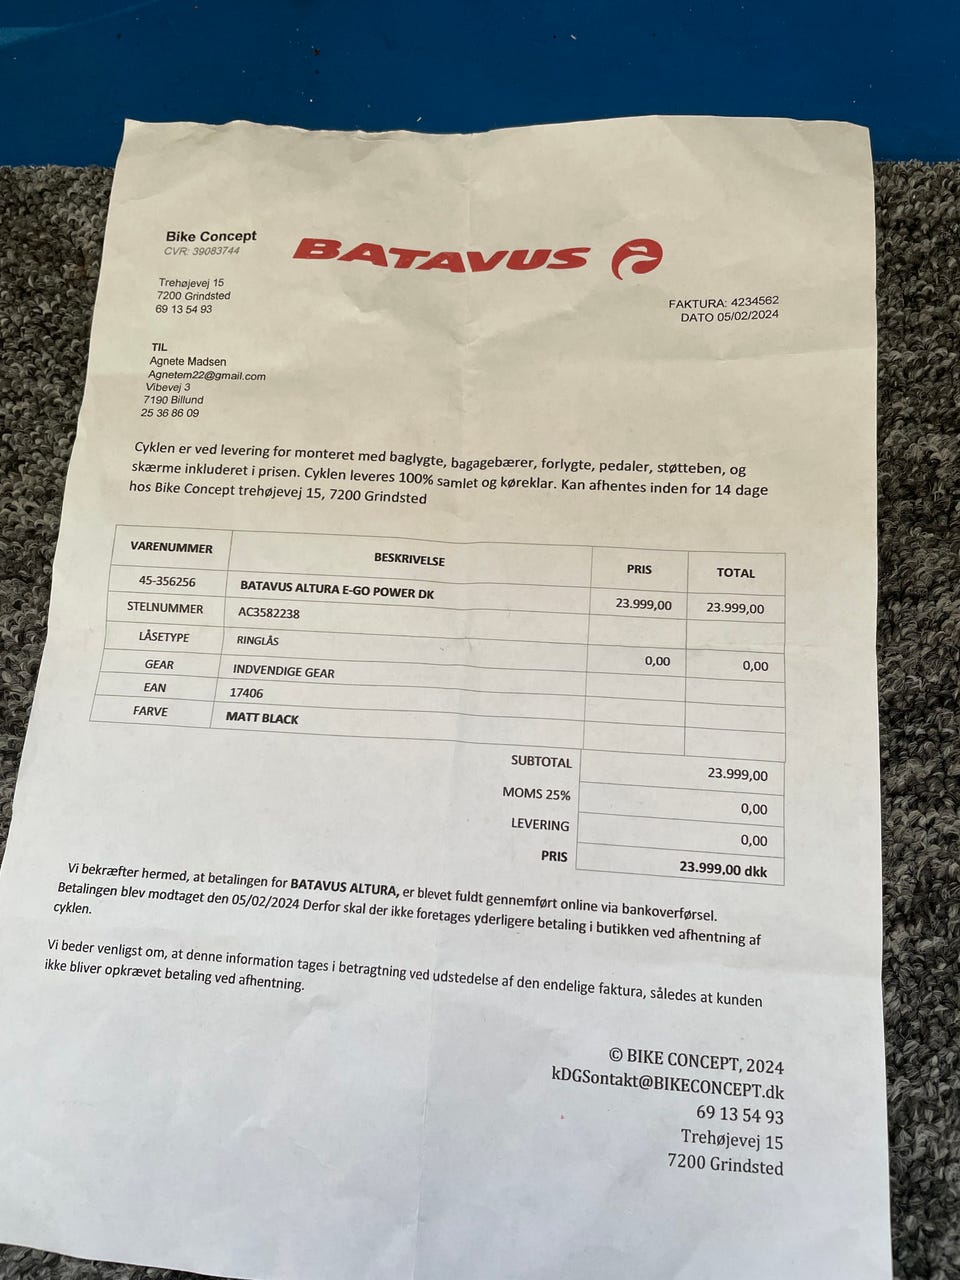 Bike Concept
CVR: 39083744
BATAVUS
Trehøjevej 15
7200 Grindsted
69 13 54 93
FAKTURA: 4234562
DATO 05/02/2024
TIL
Agnete Madsen
Agnetem22@gmail.com
Vibevej 3
7190 Billund
25 36 86 09
Cyklen er ved levering for monteret med baglygte, bagagebærer, forlygte, pedaler, støtteben, og
skærme inkluderet i prisen. Cyklen leveres 100% samlet og køreklar. Kan afhentes inden for 14 dage
hos Bike Concept trehøjevej 15, 7200 Grindsted
VARENUMMER BESKRIVELSE PRIS TOTAL
45-356256 BATAVUS ALTURA E-GO POWER DK 23.999,00 23.999,00
STELNUMMER AC3582238
LÅSETYPE RINGLÅS 0,00 0,00
GEAR INDVENDIGE GEAR
EAN 17406
FARVE MATT BLACK
SUBTOTAL 23.999,00
MOMS 25% 0,00
LEVERING 0,00
PRIS 23.999,00 dkk
Vi bekræfter hermed, at betalingen for BATAVUS ALTURA, er blevet fuldt gennemført online via bankoverførsel.
Betalingen blev modtaget den 05/02/2024 Derfor skal der ikke foretages yderligere betaling i butikken ved afhentning af
cyklen.
Vi beder venligst om, at denne information tages i betragtning ved udstedelse af den endelige faktura, således at kunden
ikke bliver opkrævet betaling ved afhentning.
© BIKE CONCEPT, 2024
kDGSontakt@BIKECONCEPT.dk
69 13 54 93
Trehøjevej 15
7200 Grindsted